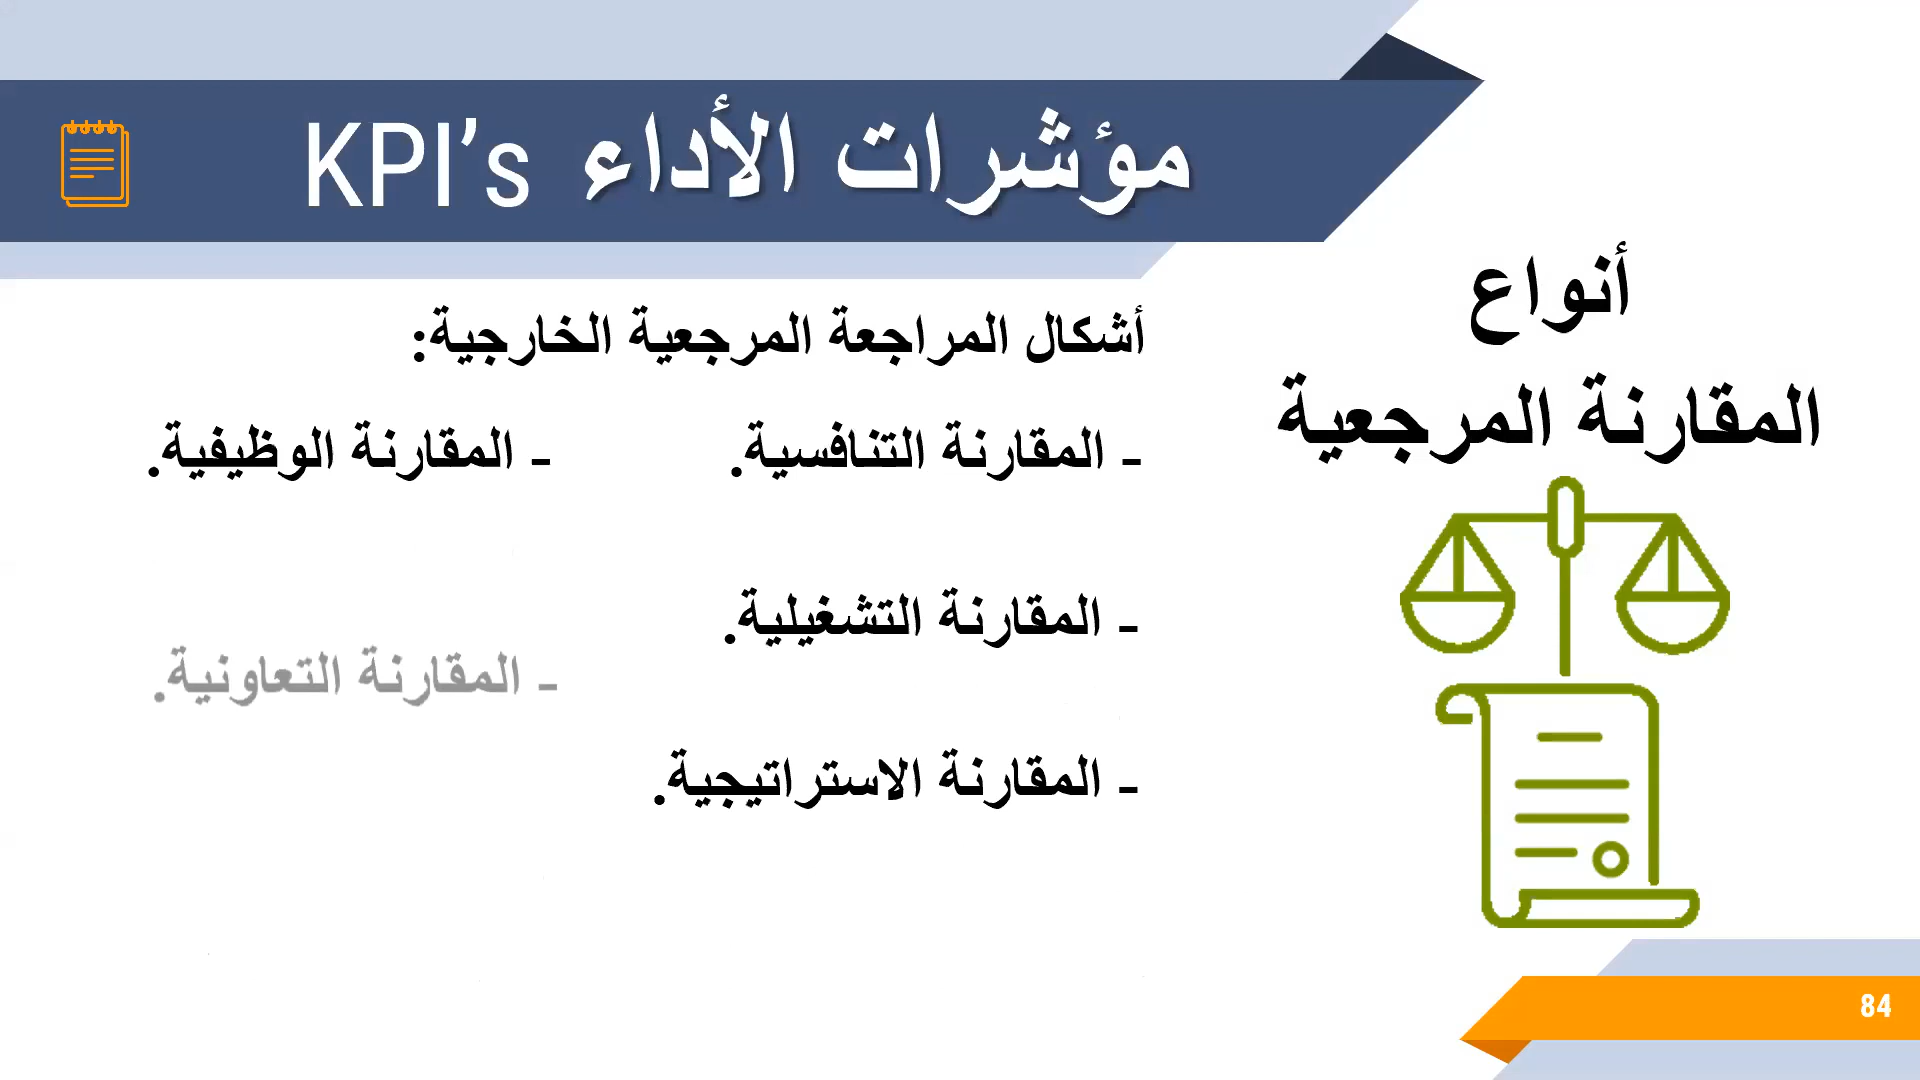 مؤشرات الأداء KPI’s
أنواع
المقارنة المرجعية
أشكال المراجعة المرجعية الخارجية:
- المقارنة التنافسية.
- المقارنة الوظيفية.
- المقارنة التشغيلية.
- المقارنة التعاونية.
- المقارنة الاستراتيجية.
84